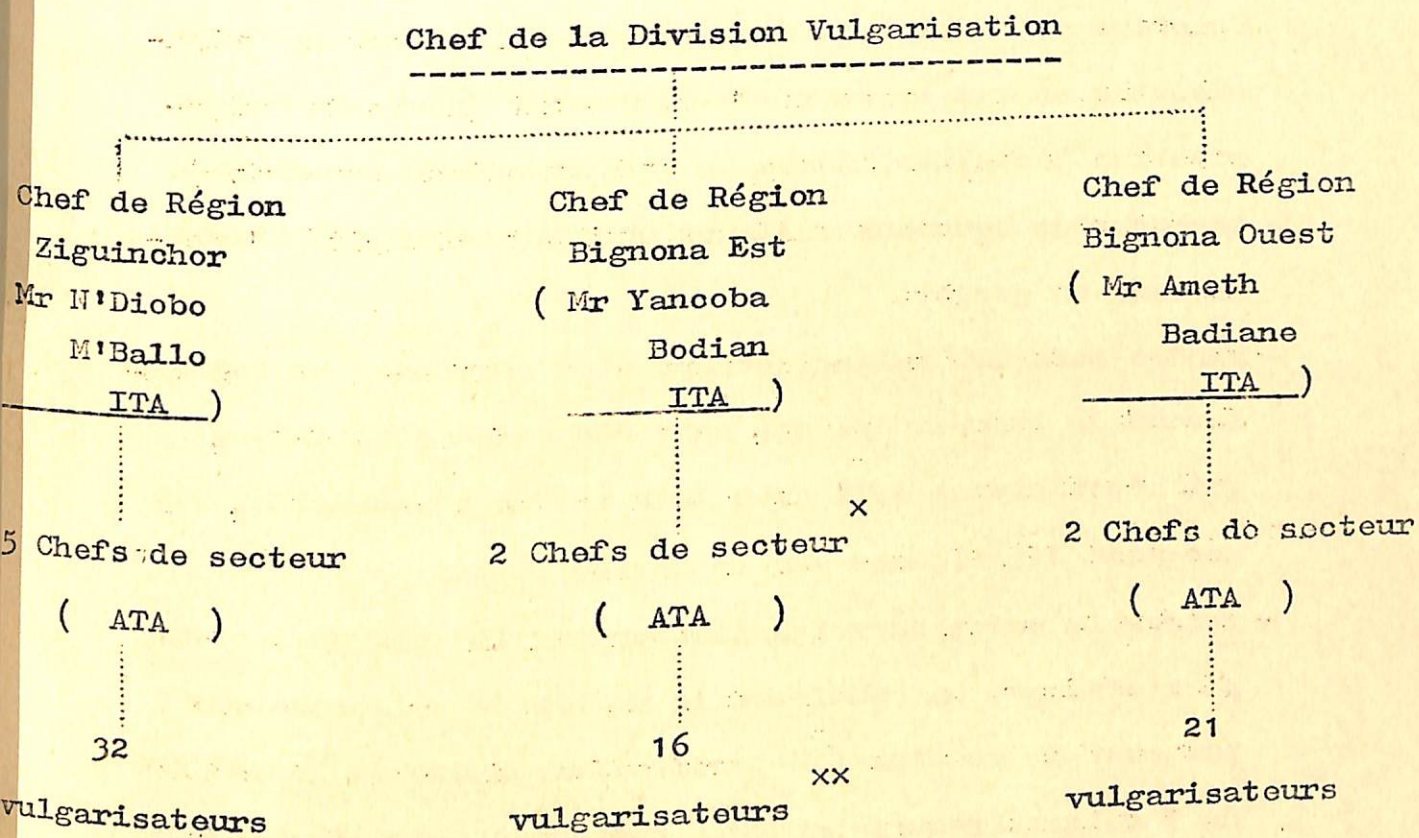 Chef de la Division Vulgarisation
Chef de Région
Ziguinchor
Mr N'Diobo
M'Ballo
ITA )
5 Chefs de secteur
( ATA )
32
vulgarisateurs
Chef de Région
Bignona Est
( Mr Yancoba
Bodian
ITA )
2 Chefs de secteur x
( ATA )
16
vulgarisateurs xx
Chef de Région
Bignona Ouest
( Mr Ameth
Badiane
ITA )
2 Chefs de secteur
( ATA )
21
vulgarisateurs